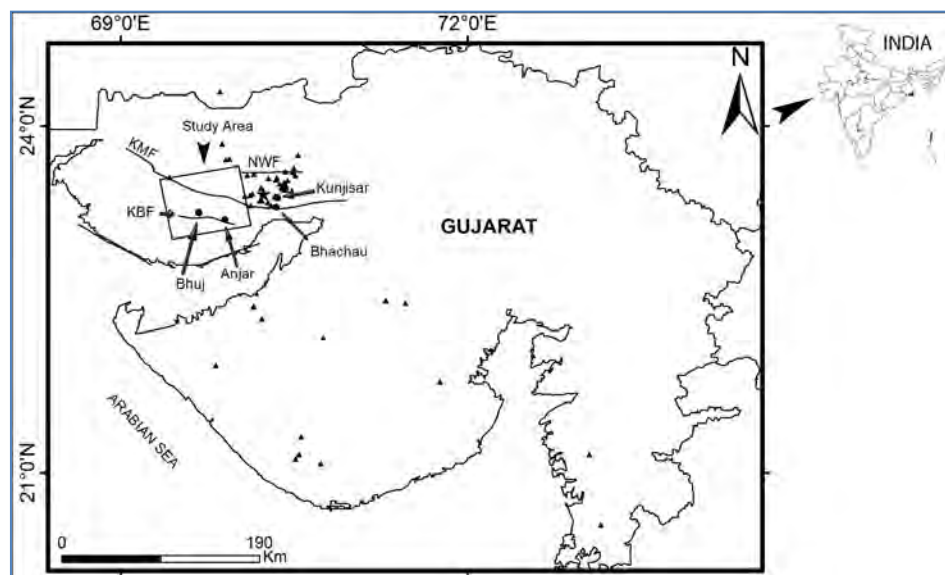 69°0'E
72°0'E
N
INDIA
24°0'N
Study Area
KMF
NWF
Kunjisar
KBF
GUJARAT
Bhachau
Anjar
Bhuj
ARABIAN SEA
21°0'N
0
190
Km